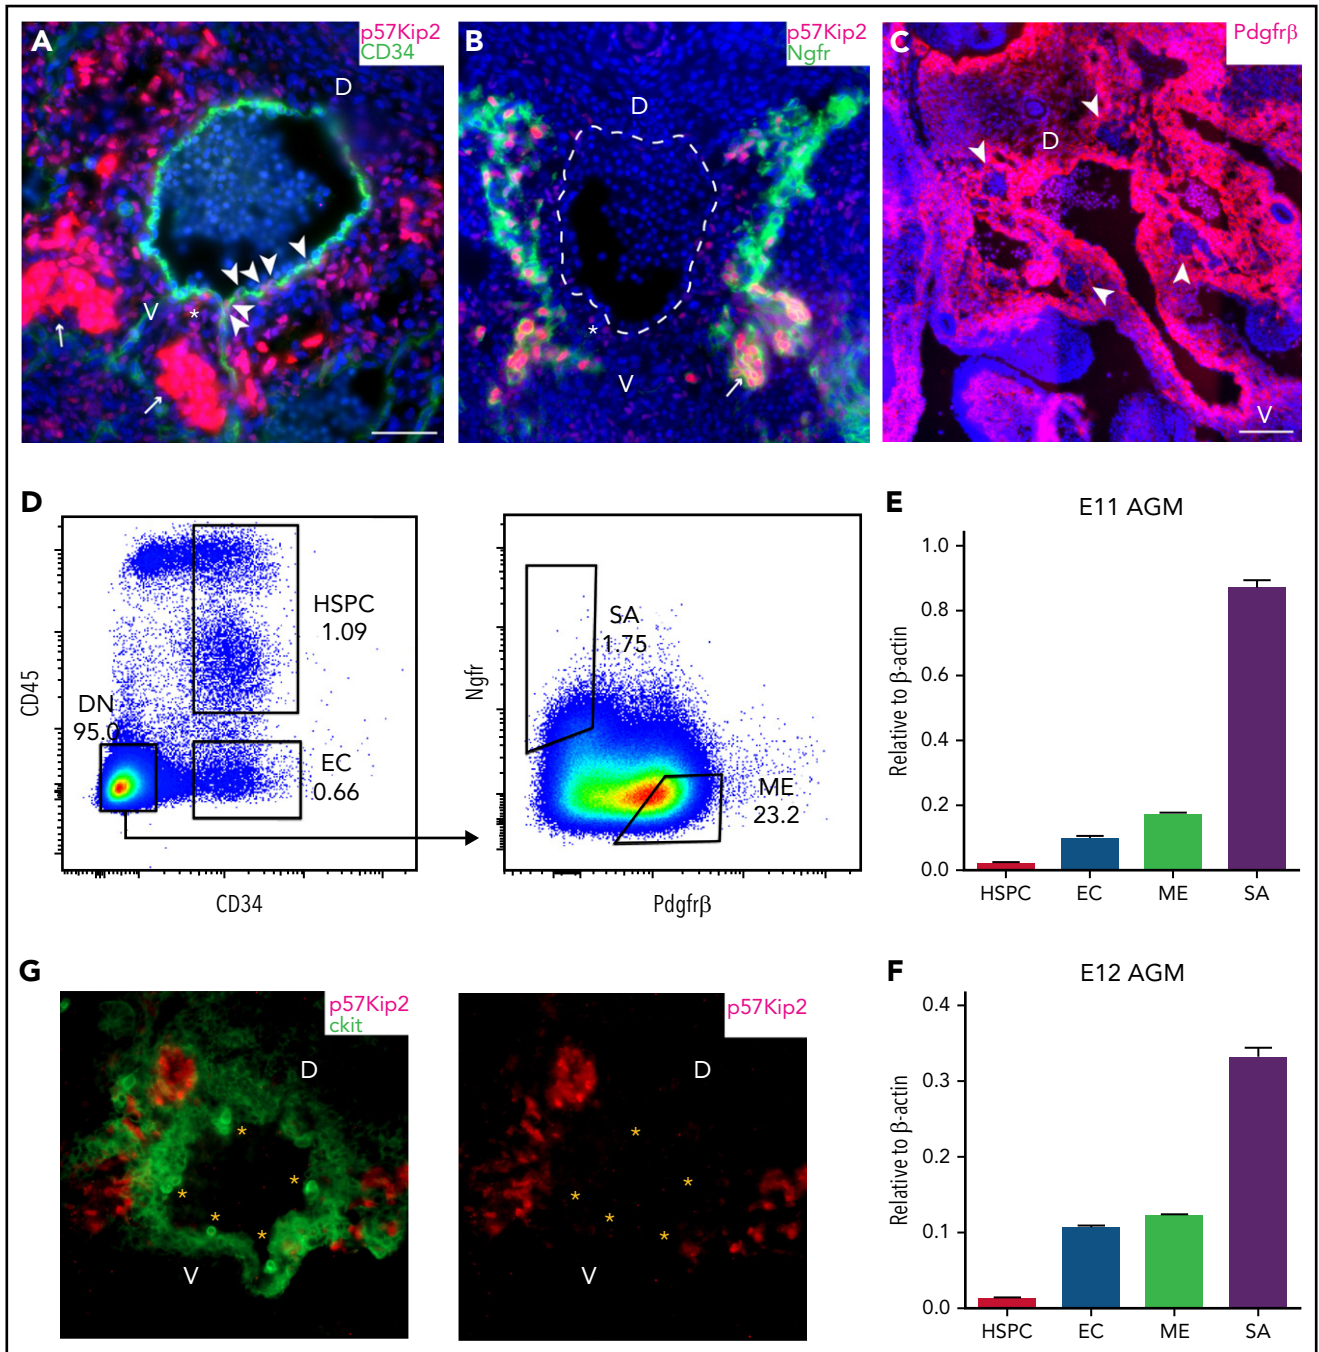 A
p57Kip2
CD34
D
V
*
B
p57Kip2
Ngfr
D
*
V
C
Pdgfrβ
D
V
D
CD45
HSPC
1.09
DN
95.0
EC
0.66
CD34
Ngfr
SA
1.75
ME
23.2
Pdgfrβ
E
E11 AGM
Relative to β-actin
1.0
0.8
0.6
0.4
0.2
0.0
HSPC EC ME SA
G
p57Kip2
ckit
D
*
*
*
*
*
V
p57Kip2
D
*
*
*
*
*
V
F
E12 AGM
Relative to β-actin
0.4
0.3
0.2
0.1
0.0
HSPC EC ME SA